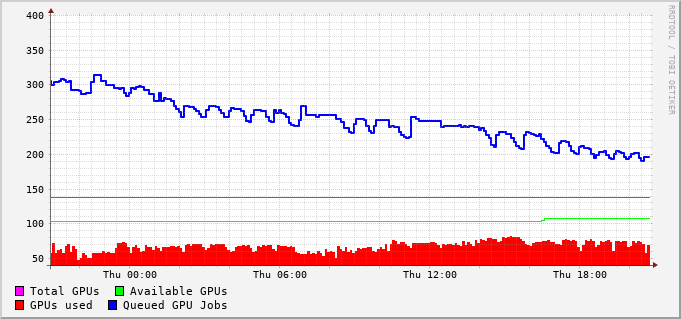 RRDTOOL / TOBI OETIKER
400
350
300
250
200
150
100
50
Thu 00:00 Thu 06:00 Thu 12:00 Thu 18:00
Total GPUs Available GPUs
GPUs used Queued GPU Jobs